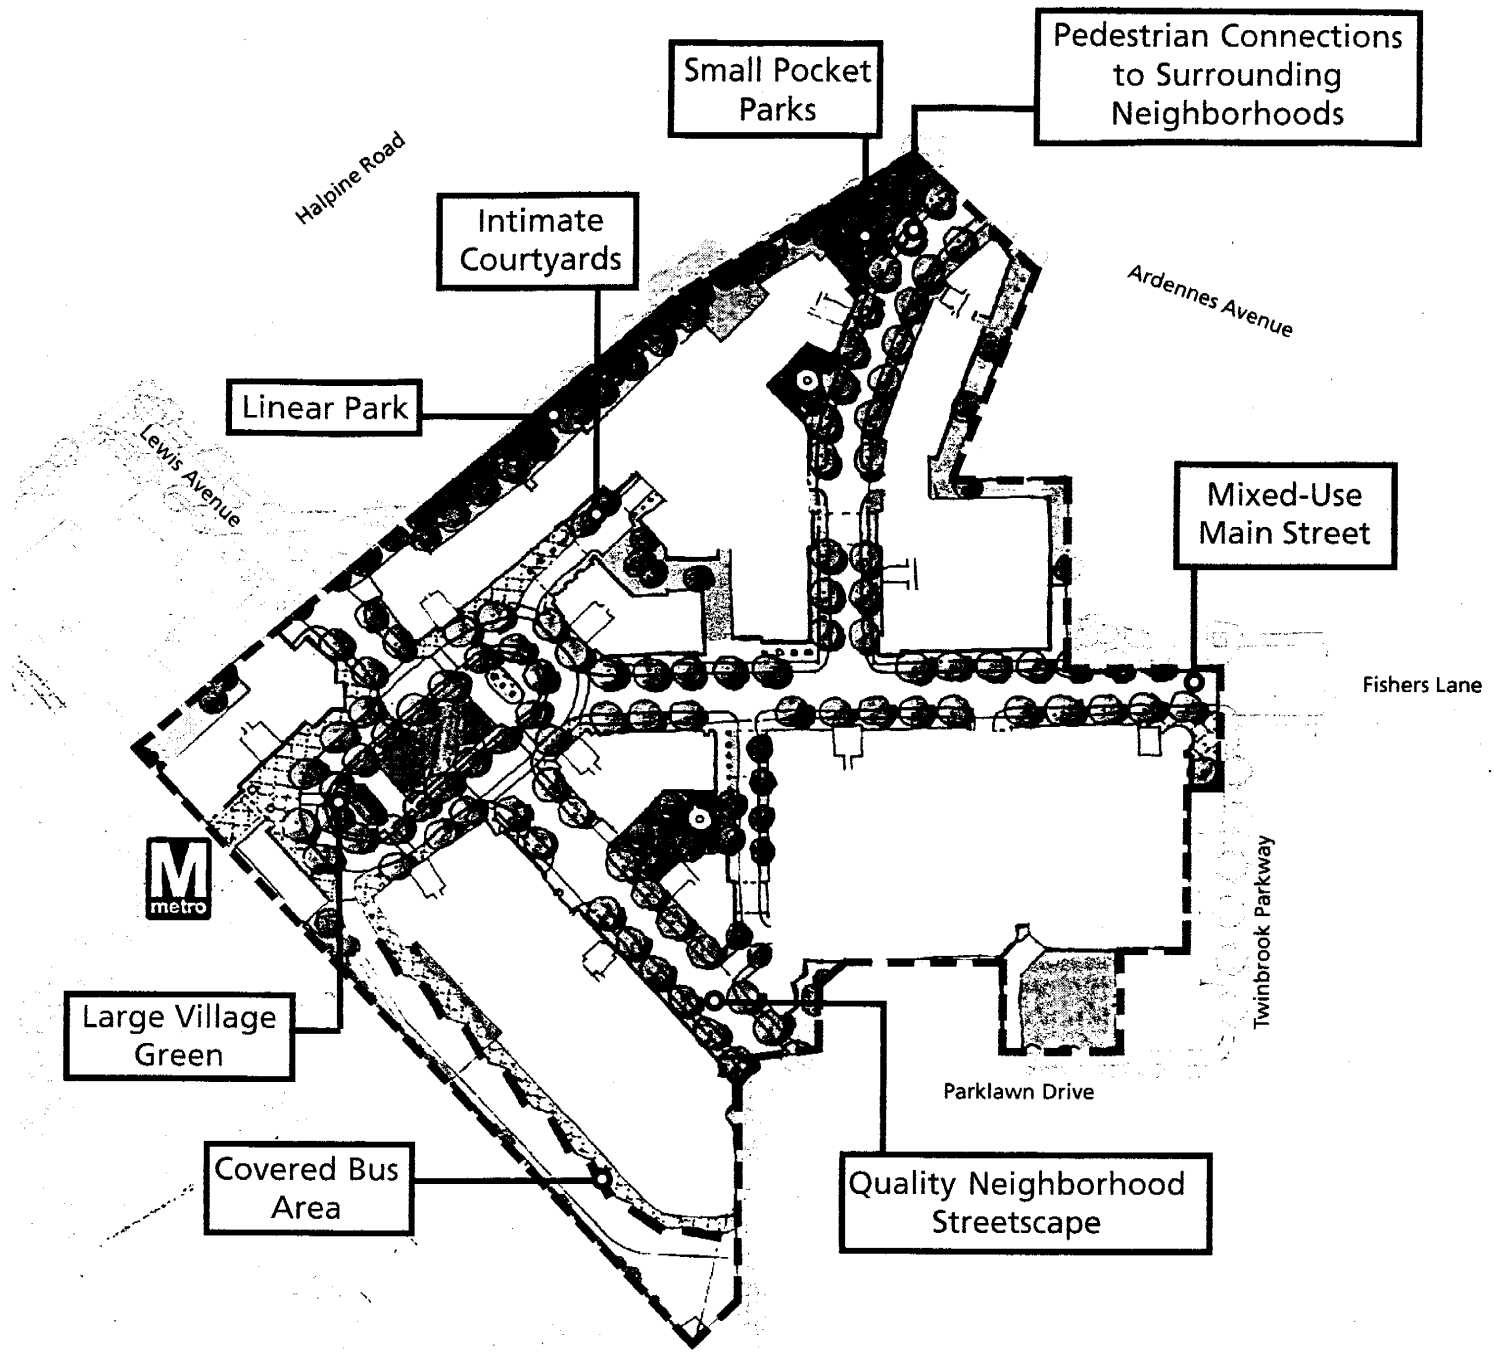 Pedestrian Connections
to Surrounding
Neighborhoods
Small Pocket
Parks
Halpine Road
Intimate
Courtyards
Ardennes Avenue
Linear Park
Lewis Avenue
Mixed-Use
Main Street
Fishers Lane
M
metro
Twinbrook Parkway
Large Village
Green
Parklawn Drive
Covered Bus
Area
Quality Neighborhood
Streetscape